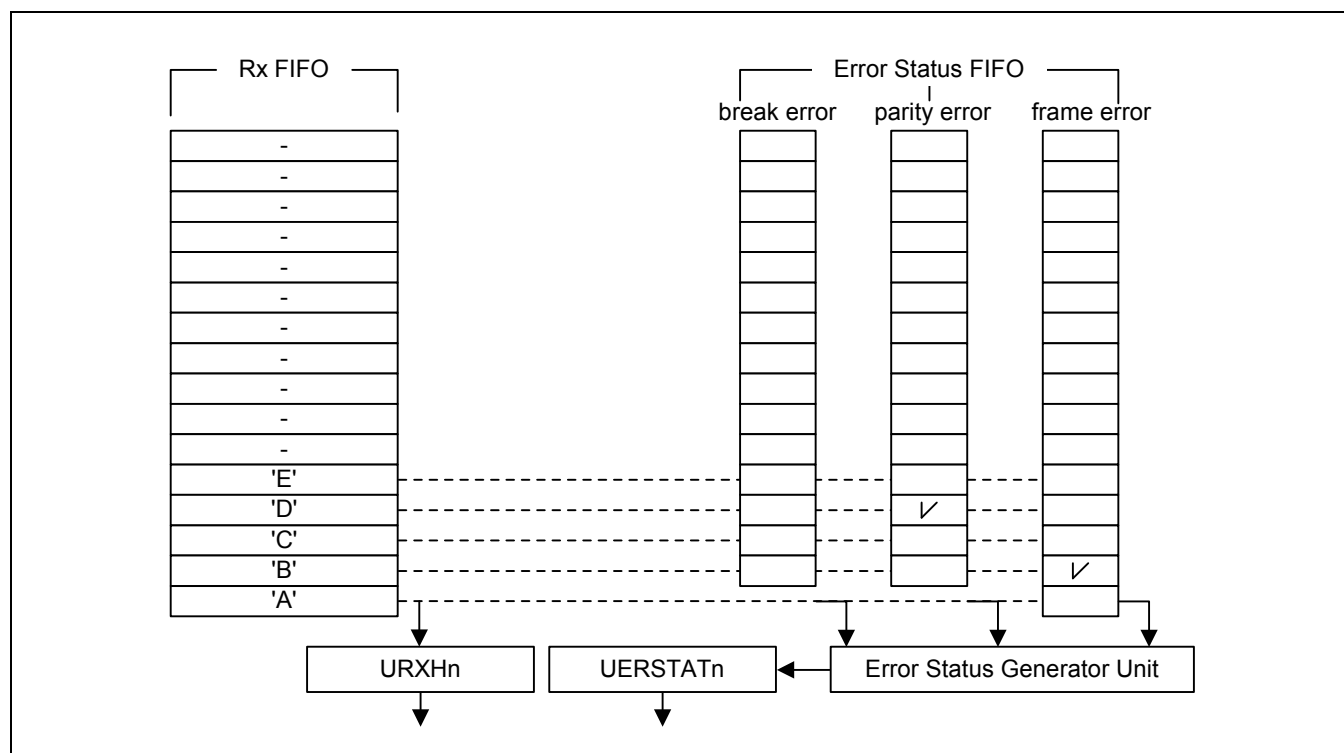 Rx FIFO
Error Status FIFO
break error parity error frame error
-
-
-
-
-
-
-
-
-
-
-
'E'
'D'
'C'
'B'
'A'
URXHn UERSTATn Error Status Generator Unit